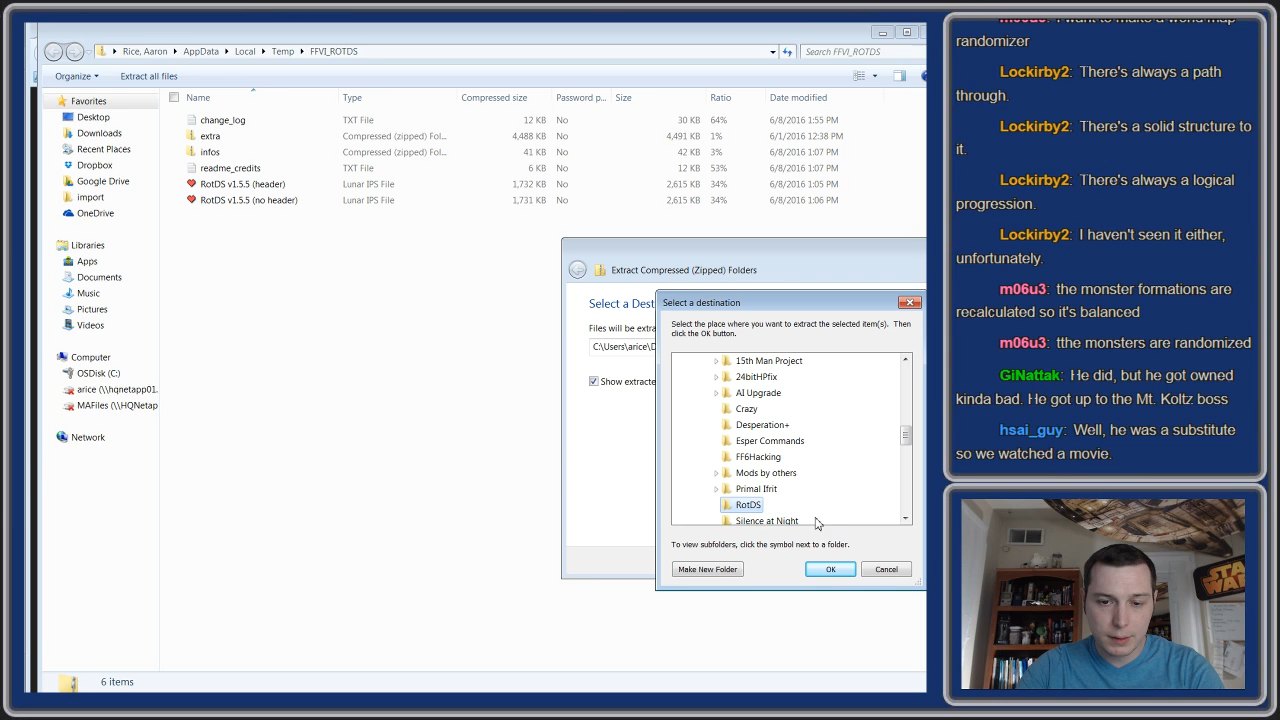 Rice, Aaron
AppData
Local
Temp
FFVI_ROTDS
Search FFVI_ROTDS
Organize
Extract all files
Favorites
Desktop
Downloads
Recent Places
Dropbox
Google Drive
import
OneDrive
Libraries
Apps
Documents
Music
Pictures
Videos
Computer
OSDisk (C:)
arice (\\hqnetapp01.
MAFiles (\\HQNetap
Network
Name Type Compressed size Password p... Size Ratio Date modified
change_log TXT File 12 KB No 30 KB 64% 6/8/2016 1:55 PM
extra Compressed (zipped) Fol... 4,488 KB No 4,491 KB 1% 6/1/2016 12:38 PM
infos Compressed (zipped) Fol... 41 KB No 42 KB 3% 6/8/2016 1:07 PM
readme_credits TXT File 6 KB No 12 KB 53% 6/8/2016 1:07 PM
RotDS v1.5.5 (header) Lunar IPS File 1,732 KB No 2,615 KB 34% 6/8/2016 1:05 PM
RotDS v1.5.5 (no header) Lunar IPS File 1,731 KB No 2,615 KB 34% 6/8/2016 1:06 PM
Extract Compressed (Zipped) Folders
Select a Dest
Files will be extra
C:\Users\arice\D
Show extracte
Select a destination
Select the place where you want to extract the selected item(s). Then
click the OK button.
15th Man Project
24bitHPfix
AI Upgrade
Crazy
Desperation+
Esper Commands
FF6Hacking
Mods by others
Primal Ifrit
RotDS
Silence at Night
To view subfolders, click the symbol next to a folder.
Make New Folder
OK
Cancel
6 items
m06u3: I want to make a world map
randomizer
Lockirby2: There's always a path
through.
Lockirby2: There's a solid structure to
it.
Lockirby2: There's always a logical
progression.
Lockirby2: I haven't seen it either,
unfortunately.
m06u3: the monster formations are
recalculated so it's balanced
m06u3: tthe monsters are randomized
GiNattak: He did, but he got owned
kinda bad. He got up to the Mt. Koltz boss
hsai_guy: Well, he was a substitute
so we watched a movie.
STAR
WAR